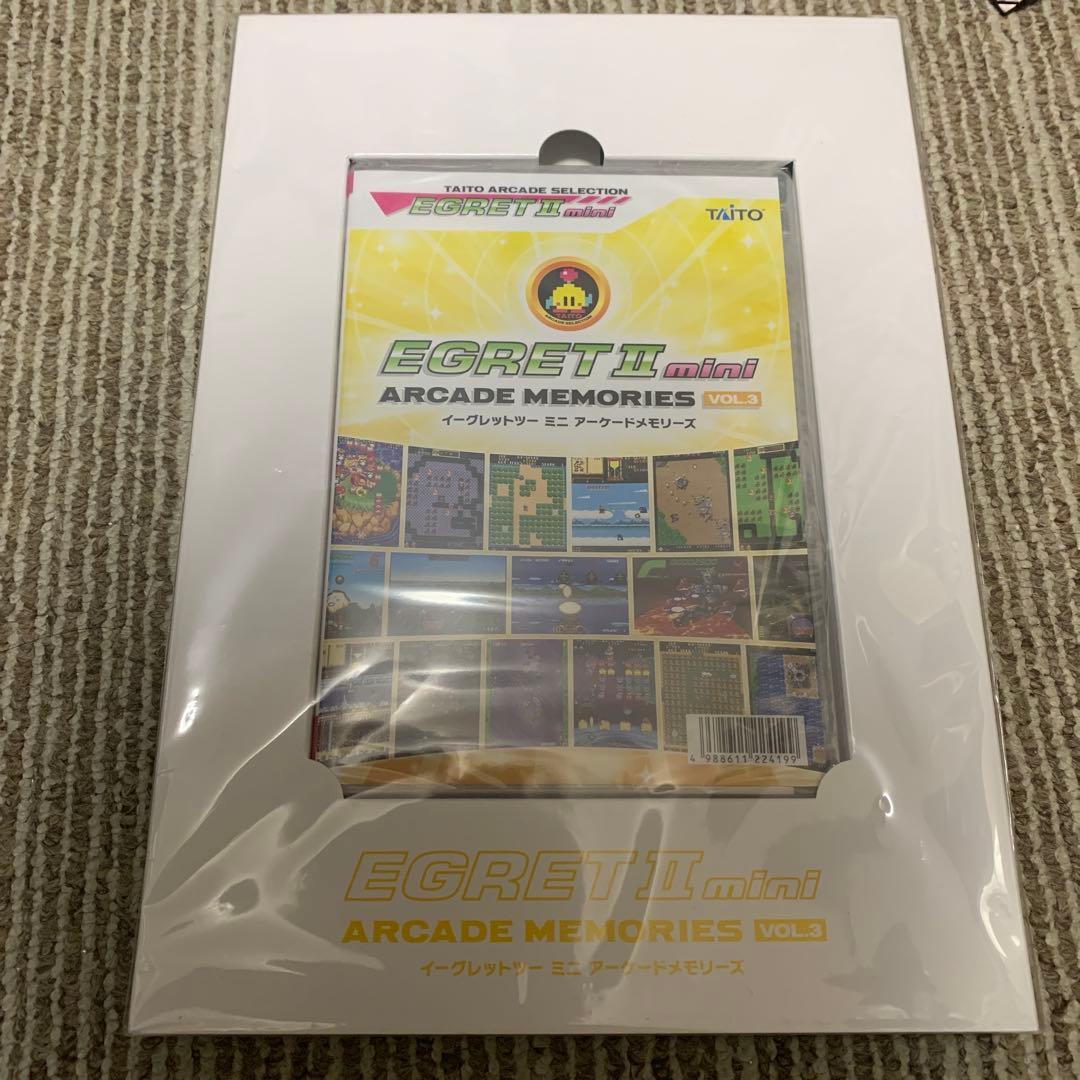 TAITO ARCADE SELECTION
EGRET II mini
TAITO
TAITO
ARCADE SELECTION
EGRET II mini
ARCADE MEMORIES VOL.3
イーグレットツー ミニ アーケードメモリーズ
4 988611 224199
EGRET II mini
ARCADE MEMORIES VOL.3
イーグレットツー ミニ アーケードメモリーズ